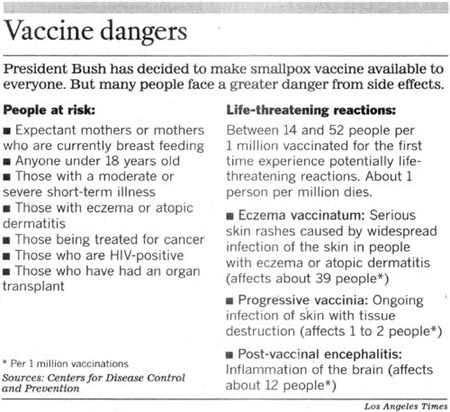 Vaccine dangers
President Bush has decided to make smallpox vaccine available to
everyone. But many people face a greater danger from side effects.
People at risk:
■ Expectant mothers or mothers
who are currently breast feeding
■ Anyone under 18 years old
■ Those with a moderate or
severe short-term illness
■ Those with eczema or atopic
dermatitis
■ Those being treated for cancer
■ Those who are HIV-positive
■ Those who have had an organ
transplant
* Per 1 million vaccinations
Sources: Centers for Disease Control
and Prevention
Life-threatening reactions:
Between 14 and 52 people per
1 million vaccinated for the first
time experience potentially life-
threatening reactions. About 1
person per million dies.
■ Eczema vaccinatum: Serious
skin rashes caused by widespread
infection of the skin in people
with eczema or atopic dermatitis
(affects about 39 people*)
■ Progressive vaccinia: Ongoing
infection of skin with tissue
destruction (affects 1 to 2 people*)
■ Post-vaccinal encephalitis:
Inflammation of the brain (affects
about 12 people*)
Los Angeles Times